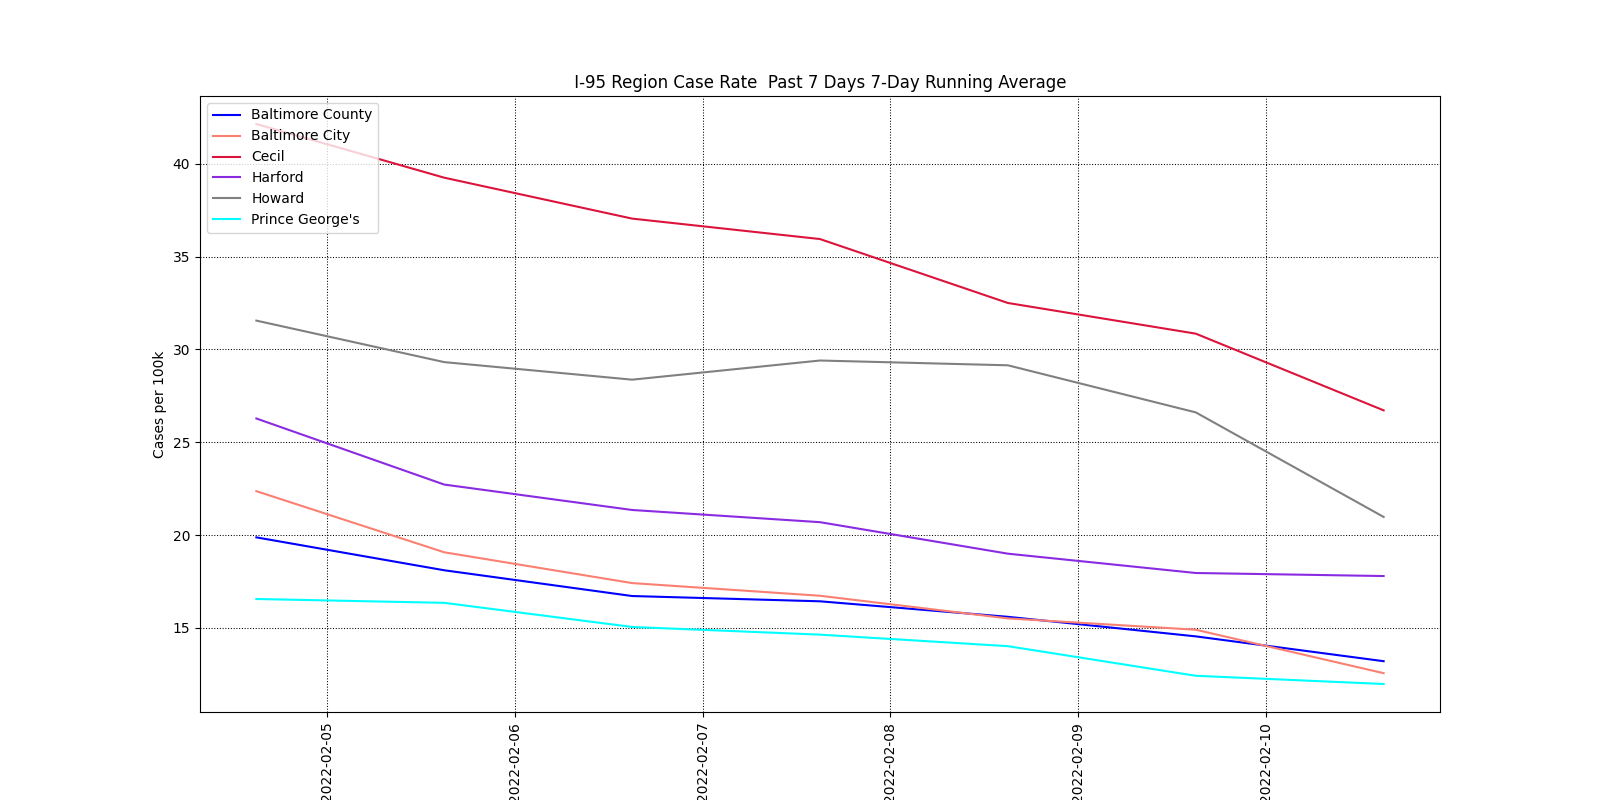 I-95 Region Case Rate  Past 7 Days 7-Day Running Average
Baltimore County
Baltimore City
Cecil
Harford
Howard
Prince George's
40
35
30
25
20
15
Cases per 100k
2022-02-05
2022-02-06
2022-02-07
2022-02-08
2022-02-09
2022-02-10